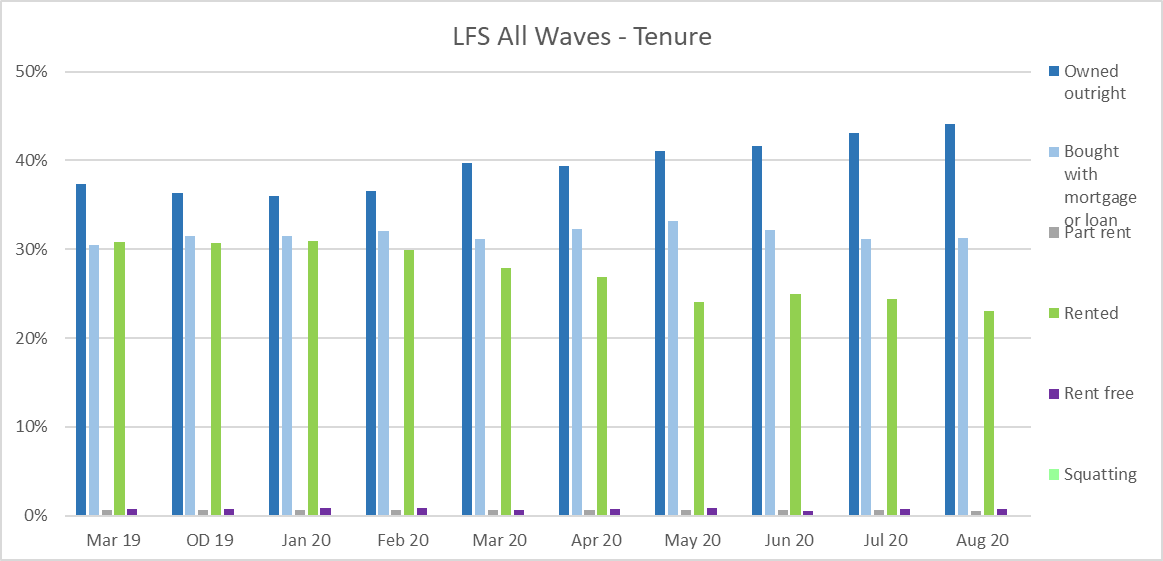 LFS All Waves - Tenure
50%
40%
30%
20%
10%
0%
Mar 19 OD 19 Jan 20 Feb 20 Mar 20 Apr 20 May 20 Jun 20 Jul 20 Aug 20
Owned
outright
Bought
with
mortgage
or loan
Part rent
Rented
Rent free
Squatting